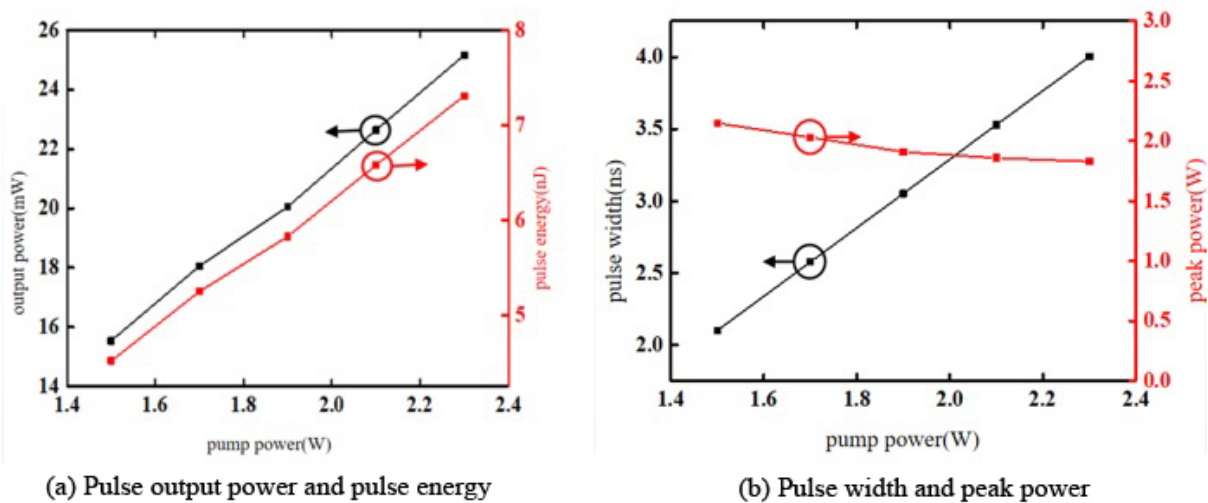 26
24
22
20
18
16
14
output power(mW)
8
7
6
5
pulse energy(nJ)
1.4 1.6 1.8 2.0 2.2 2.4
pump power(W)
(a) Pulse output power and pulse energy
4.0
3.5
3.0
2.5
2.0
pulse width(ns)
3.0
2.5
2.0
1.5
1.0
0.5
0.0
peak power(W)
1.4 1.6 1.8 2.0 2.2 2.4
pump power(W)
(b) Pulse width and peak power